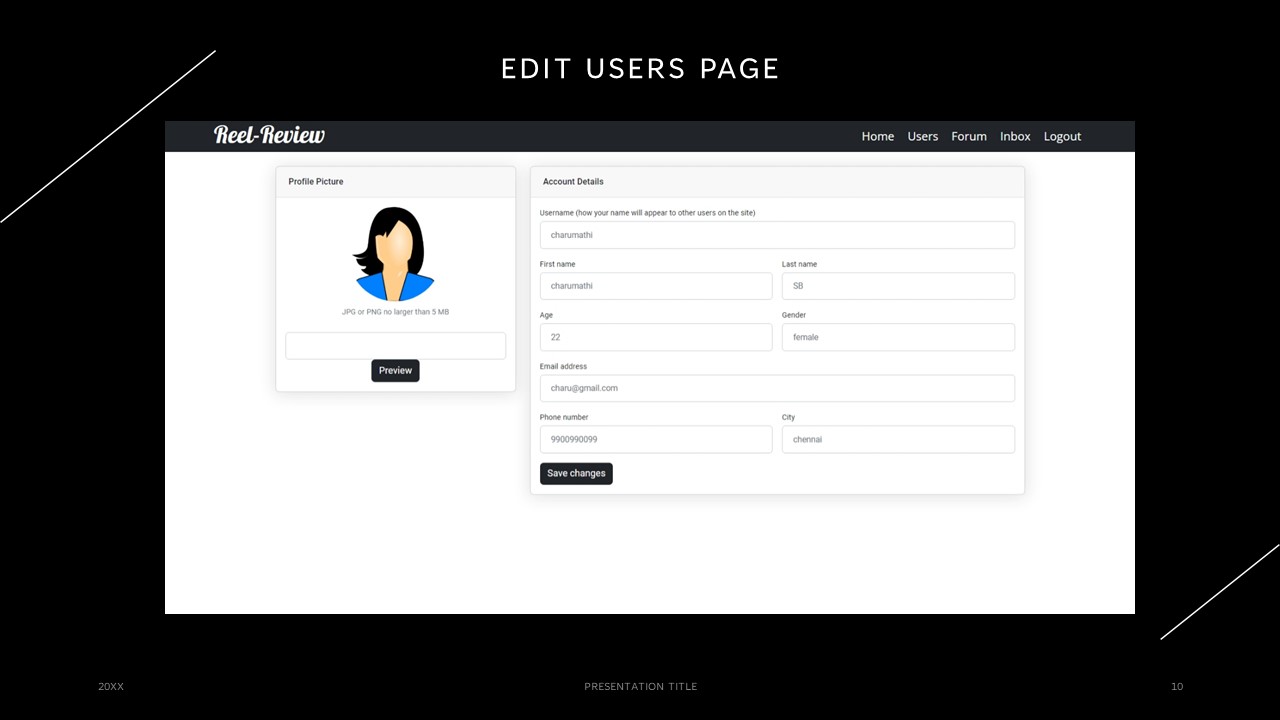 EDIT USERS PAGE
Reel-Review
Home Users Forum Inbox Logout
Profile Picture
JPG or PNG no larger than 5 MB
Preview
Account Details
Username (how your name will appear to other users on the site)
charumathi
First name Last name
charumathi SB
Age Gender
22 female
Email address
charu@gmail.com
Phone number City
9900990099 chennai
Save changes
20XX PRESENTATION TITLE 10